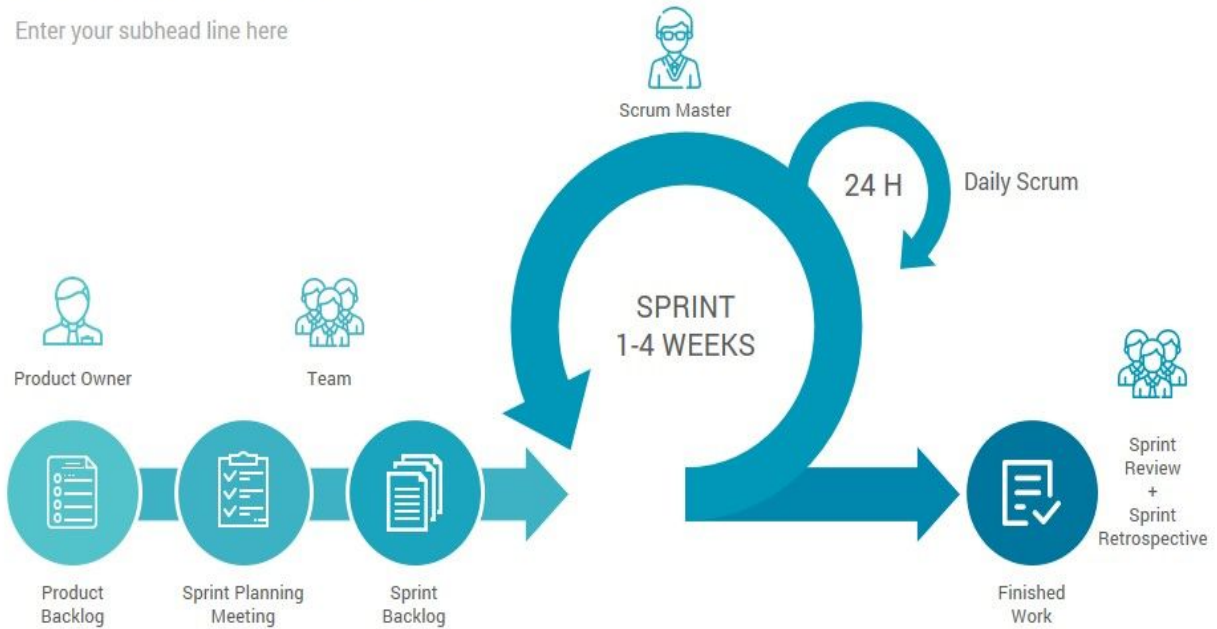 Enter your subhead line here
Scrum Master
24 H
Daily Scrum
SPRINT
1-4 WEEKS
Product Owner
Team
Product
Backlog
Sprint Planning
Meeting
Sprint
Backlog
Finished
Work
Sprint
Review
+
Sprint
Retrospective